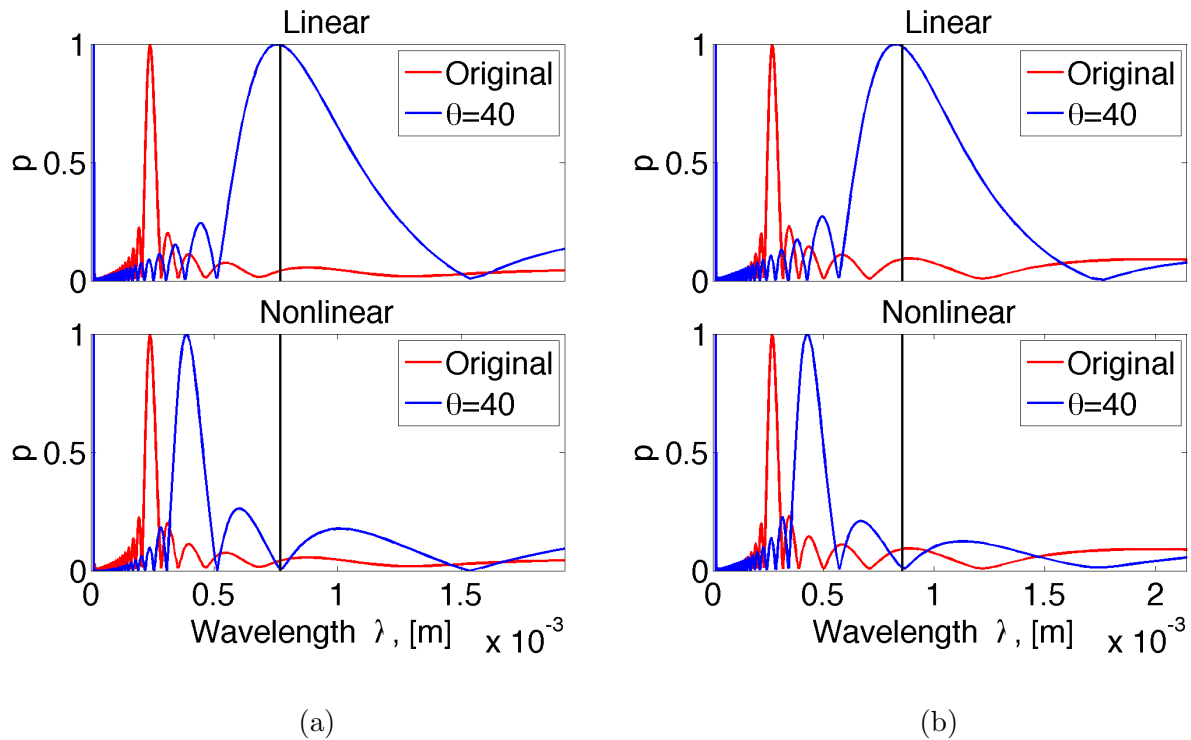 Linear
1
0.5
0
p
Original
θ=40
Nonlinear
1
0.5
0
p
Original
θ=40
0 0.5 1 1.5
Wavelength λ, [m] x 10-3
(a)
Linear
1
0.5
0
p
Original
θ=40
Nonlinear
1
0.5
0
p
Original
θ=40
0 0.5 1 1.5 2
Wavelength λ, [m] x 10-3
(b)